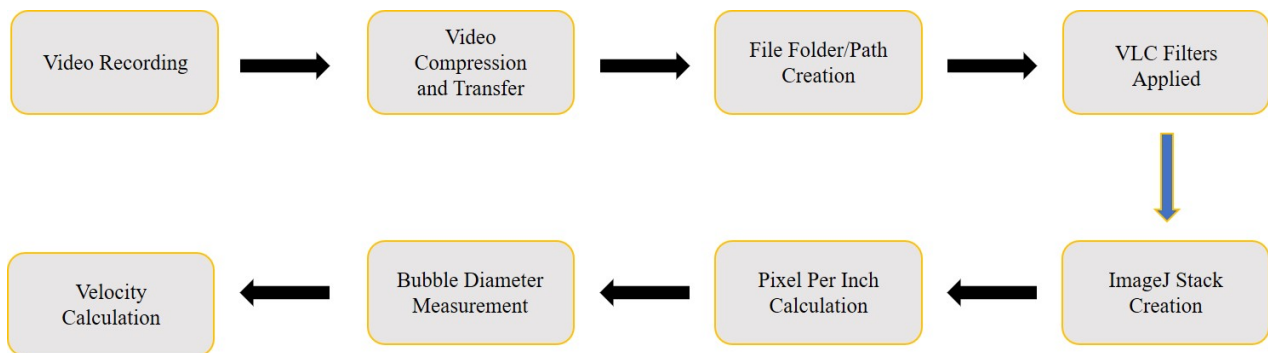 Video Recording
Video
Compression
and Transfer
File Folder/Path
Creation
VLC Filters
Applied
Velocity
Calculation
Bubble Diameter
Measurement
Pixel Per Inch
Calculation
ImageJ Stack
Creation